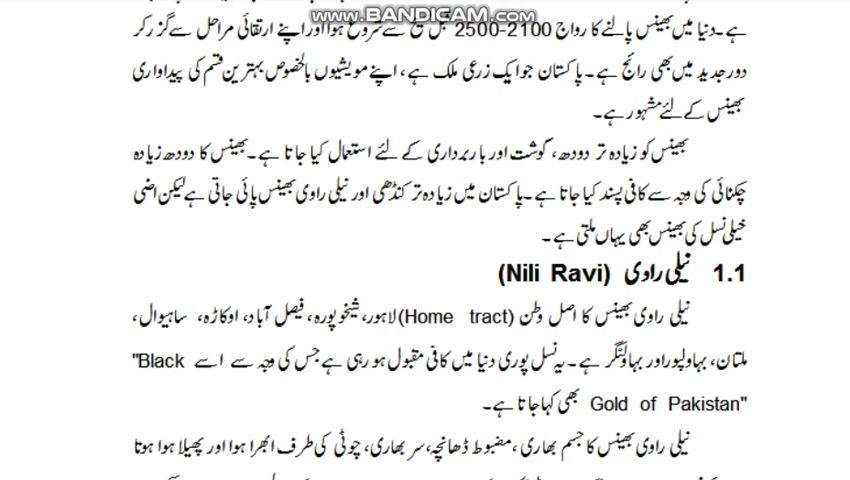 www.BANDICAM.com
ہے۔ دنیا میں بھینس پالنے کا رواج 2100-2500 قبل مسیح سے شروع ہوا اور اپنے ارتقائی مراحل سے گزر کر
دور جدید میں بھی رائج ہے۔ پاکستان جو ایک زرعی ملک ہے، اپنے مویشیوں بالخصوص بہترین قسم کی پیداواری
بھینس کے لئے مشہور ہے۔
بھینس کو زیادہ تر دودھ، گوشت اور باربرداری کے لئے استعمال کیا جاتا ہے۔ بھینس کا دودھ زیادہ
چکنائی کی وجہ سے کافی پسند کیا جاتا ہے۔ پاکستان میں زیادہ تر کنڈھی اور نیلی راوی بھینس پائی جاتی ہے لیکن اضی
خیلی نسل کی بھینس بھی یہاں ملتی ہے۔
1.1 نیلی راوی (Nili Ravi)
نیلی راوی بھینس کا اصل وطن (Home tract) لاہور، شیخوپورہ، فیصل آباد، اوکاڑہ، ساہیوال،
ملتان، بہاولپور اور بہاولنگر ہے۔ یہ نسل پوری دنیا میں کافی مقبول ہو رہی ہے جس کی وجہ سے اسے "Black
Gold of Pakistan" بھی کہا جاتا ہے۔
نیلی راوی بھینس کا جسم بھاری، مضبوط ڈھانچہ، سر بھاری، چوٹی کی طرف ابھرا ہوا اور پھیلا ہوا ہوتا